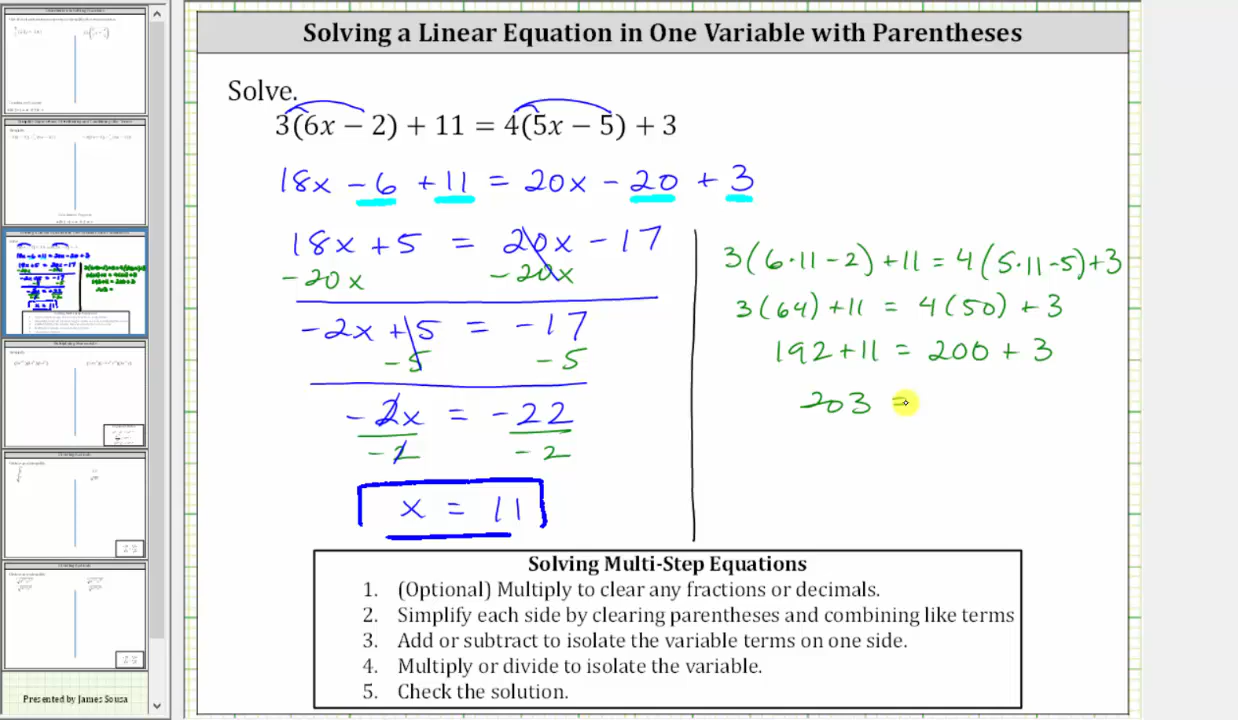 Solving a Linear Equation in One Variable with Parentheses
Solve.
3(6x − 2) + 11 = 4(5x − 5) + 3
18x − 6 + 11 = 20x − 20 + 3
18x + 5 = 20x − 17
−20x −20x
−2x + 5 = −17
−5 −5
−2x = −22
−2 −2
x = 11
3(6·11 − 2) + 11 = 4(5·11 − 5) + 3
3(64) + 11 = 4(50) + 3
192 + 11 = 200 + 3
203 =
Solving Multi-Step Equations
1. (Optional) Multiply to clear any fractions or decimals.
2. Simplify each side by clearing parentheses and combining like terms
3. Add or subtract to isolate the variable terms on one side.
4. Multiply or divide to isolate the variable.
5. Check the solution.
Presented by James Sousa